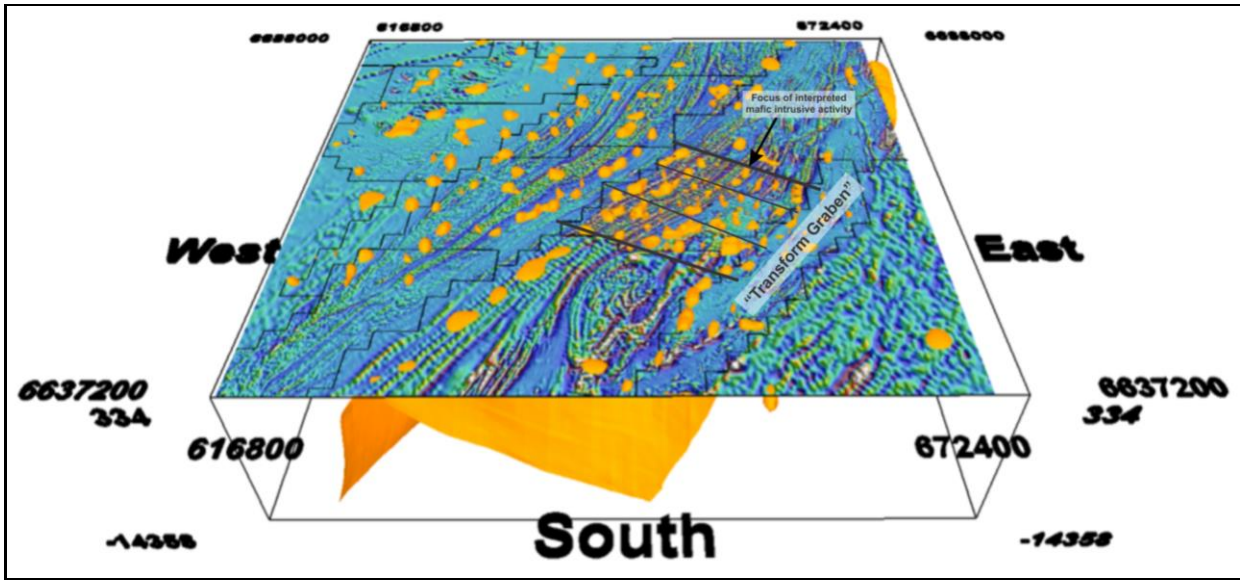 616800
672400
6688000
6688000
Focus of interpreted
mafic intrusive activity
"Transform Graben"
West
East
6637200
6637200
334
334
616800
672400
South
-14358
-14358